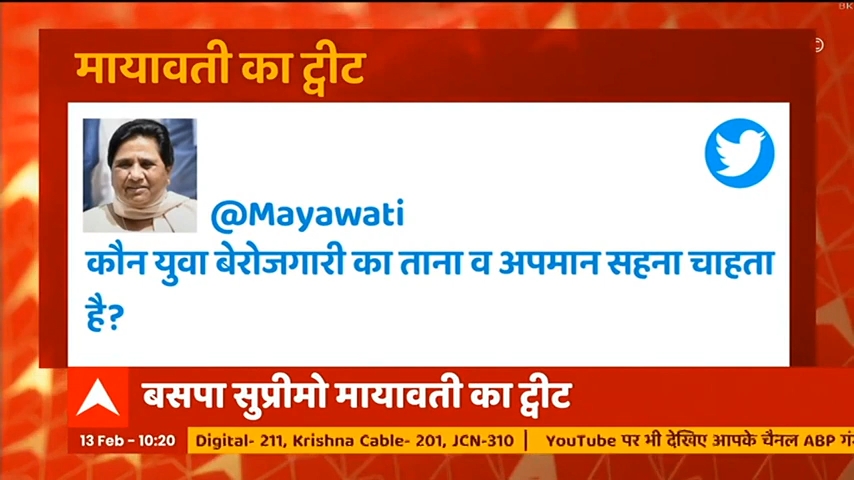 BK
मायावती का ट्वीट
@Mayawati
कौन युवा बेरोजगारी का ताना व अपमान सहना चाहता
है?
बसपा सुप्रीमो मायावती का ट्वीट
13 Feb - 10:20 Digital- 211, Krishna Cable- 201, JCN-310 | YouTube पर भी देखिए आपके चैनल ABP